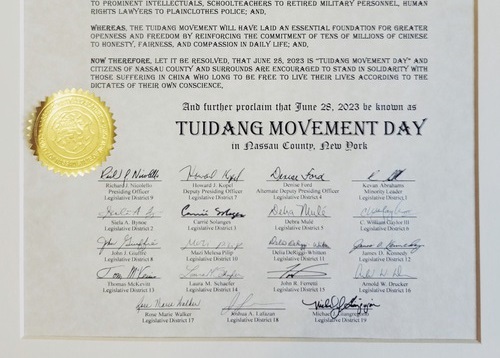 TO PROMINENT INTELLECTUALS, SCHOOLTEACHERS TO RETIRED MILITARY PERSONNEL, HUMAN
RIGHTS LAWYERS TO PLAINCLOTHES POLICE; AND,
WHEREAS, THE TUIDANG MOVEMENT WILL HAVE LAID AN ESSENTIAL FOUNDATION FOR GREATER
OPENNESS AND FREEDOM BY REINFORCING THE COMMITMENT OF TENS OF MILLIONS OF CHINESE
TO HONESTY, FAIRNESS, AND COMPASSION IN DAILY LIFE; AND,
NOW THEREFORE, LET IT BE RESOLVED, THAT JUNE 28, 2023 IS "TUIDANG MOVEMENT DAY" AND
CITIZENS OF NASSAU COUNTY AND SURROUNDS ARE ENCOURAGED TO STAND IN SOLIDARITY WITH
THOSE SUFFERING IN CHINA WHO LONG TO BE FREE TO LIVE THEIR LIVES ACCORDING TO THE
DICTATES OF THEIR OWN CONSCIENCE,
And further proclaim that June 28, 2023 be known as
TUIDANG MOVEMENT DAY
in Nassau County, New York
Richard J. Nicolello Howard J. Kopel Denise Ford Kevan Abrahams
Presiding Officer Deputy Presiding Officer Alternate Deputy Presiding Officer Minority Leader
Legislative District 9 Legislative District 7 Legislative District 4 Legislative District 1
Siela A. Bynoe Carrié Solages Debra Mulé C. William Gaylor III
Legislative District 2 Legislative District 3 Legislative District 5 Legislative District 6
John J. Giuffrè Mazi Melesa Pilip Delia DeRiggi-Whitton James D. Kennedy
Legislative District 8 Legislative District 10 Legislative District 11 Legislative District 12
Thomas McKevitt Laura M. Schaefer John R. Ferretti Arnold W. Drucker
Legislative District 13 Legislative District 14 Legislative District 15 Legislative District 16
Rose Marie Walker Joshua A. Lafazan Michael
Legislative District 17 Legislative District 18 Legislative District 19